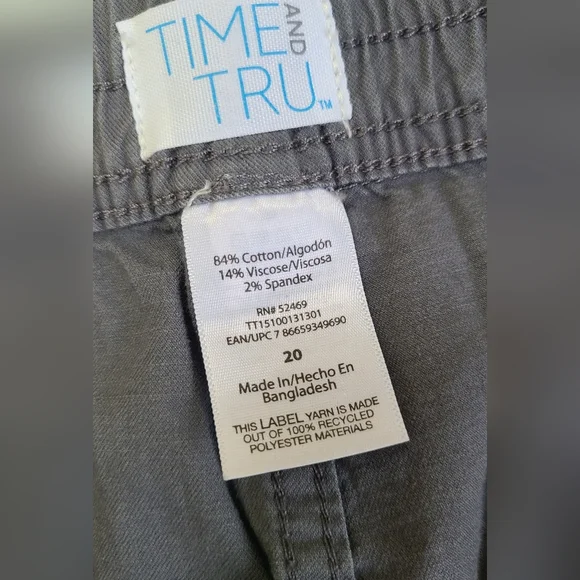 TIME AND
TRU™
84% Cotton/Algodón
14% Viscose/Viscosa
2% Spandex
RN# 52469
TT15100131301
EAN/UPC 7 86659349690
20
Made In/Hecho En
Bangladesh
THIS LABEL YARN IS MADE
OUT OF 100% RECYCLED
POLYESTER MATERIALS